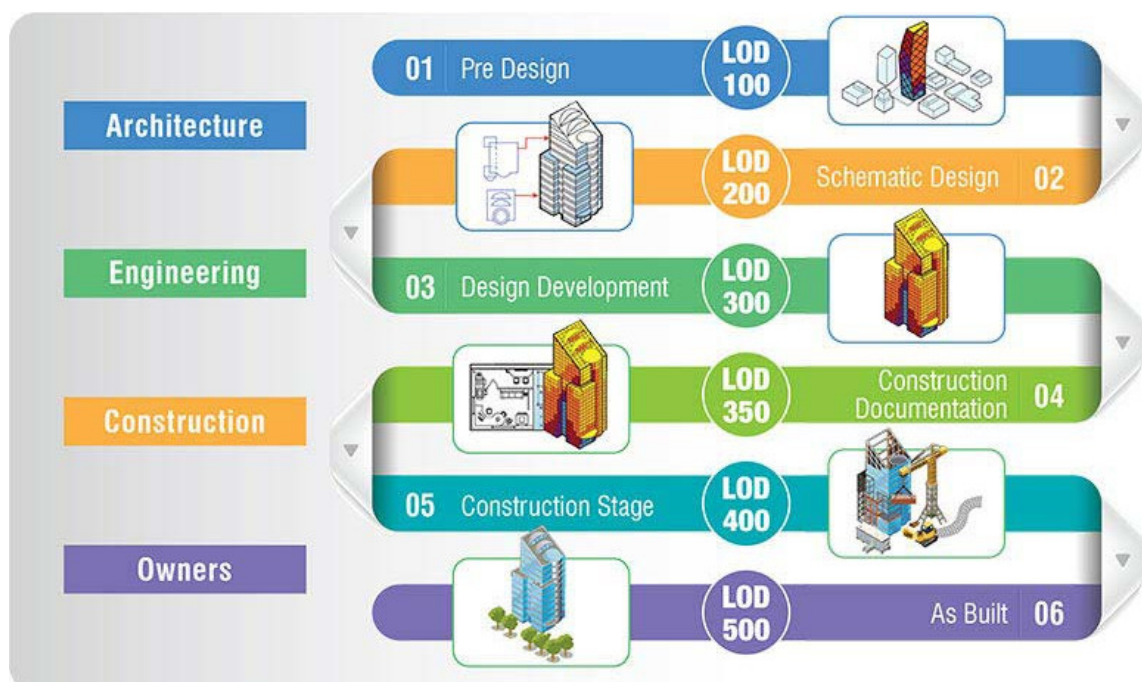 Architecture
Engineering
Construction
Owners
01 Pre Design
LOD
100
LOD
200
Schematic Design 02
03 Design Development
LOD
300
LOD
350
Construction
Documentation 04
05 Construction Stage
LOD
400
LOD
500
As Built 06